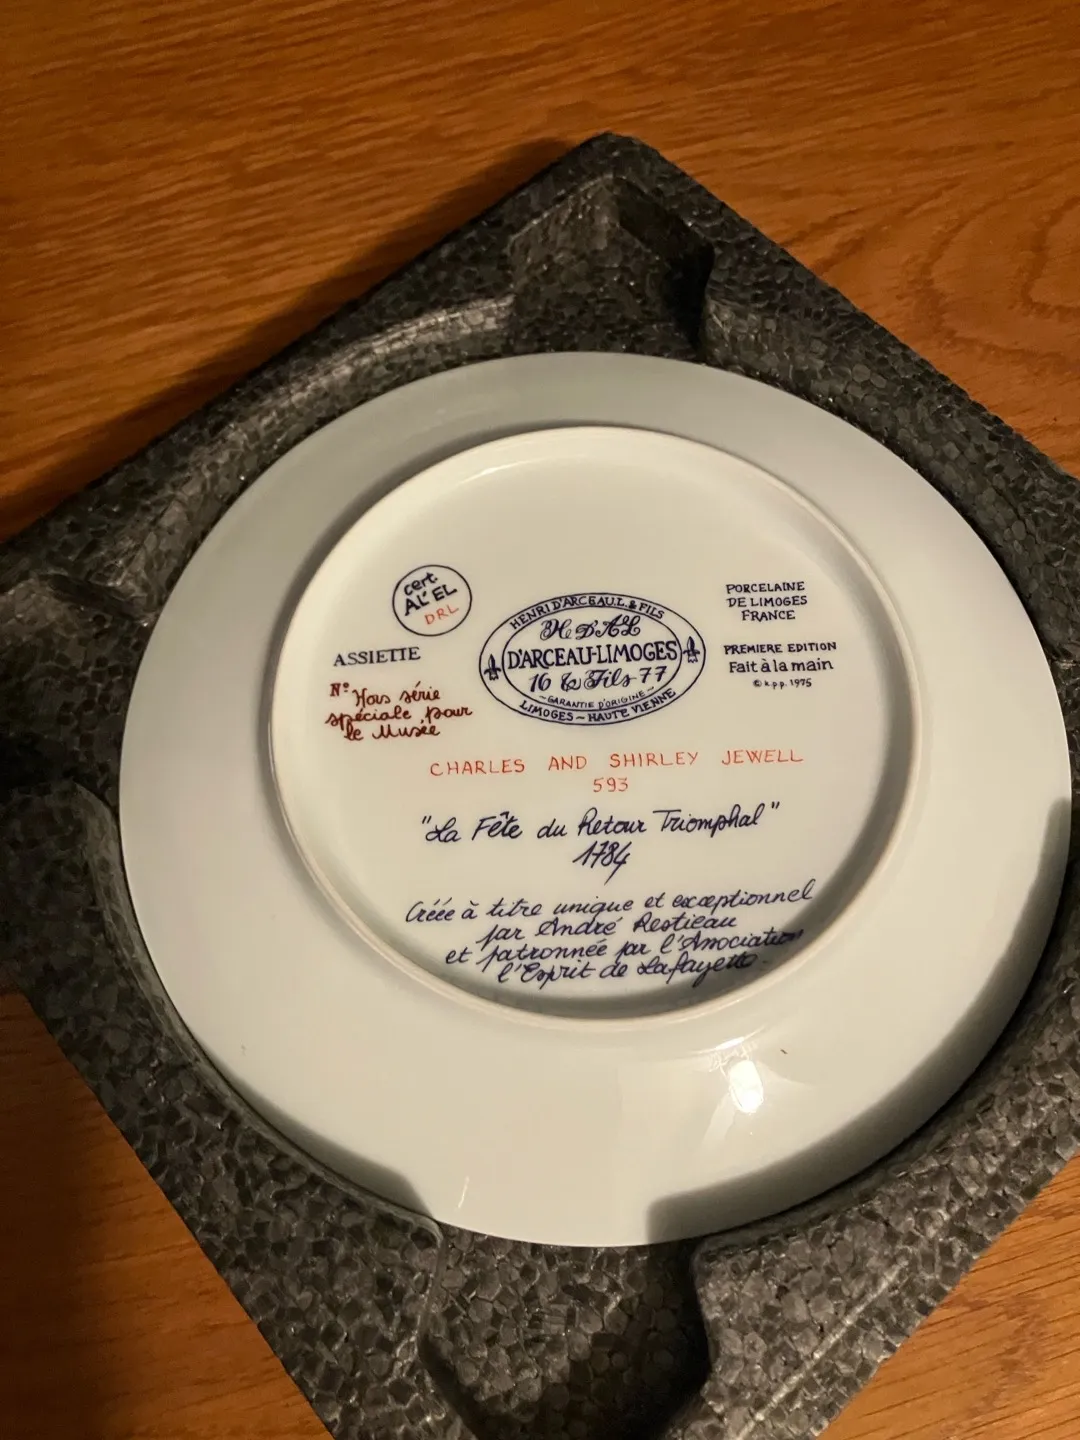 cert
AL'EL
DRL
ASSIETTE
N° Hors série
spéciale pour
le Musée
HENRI D'ARCEAU.L.& FILS
H. D'A L
D'ARCEAU-LIMOGES
16 & Fils 77
~GARANTIE D'ORIGINE~
LIMOGES ~ HAUTE VIENNE
PORCELAINE
DE LIMOGES
FRANCE
PREMIERE EDITION
Fait à la main
© k.p.p. 1975
CHARLES AND SHIRLEY JEWELL
593
"La Fête du Retour Triomphal"
1784
Créée à titre unique et exceptionnel
par André Restieau
et patronnée par l'Association
l'Esprit de Lafayette.